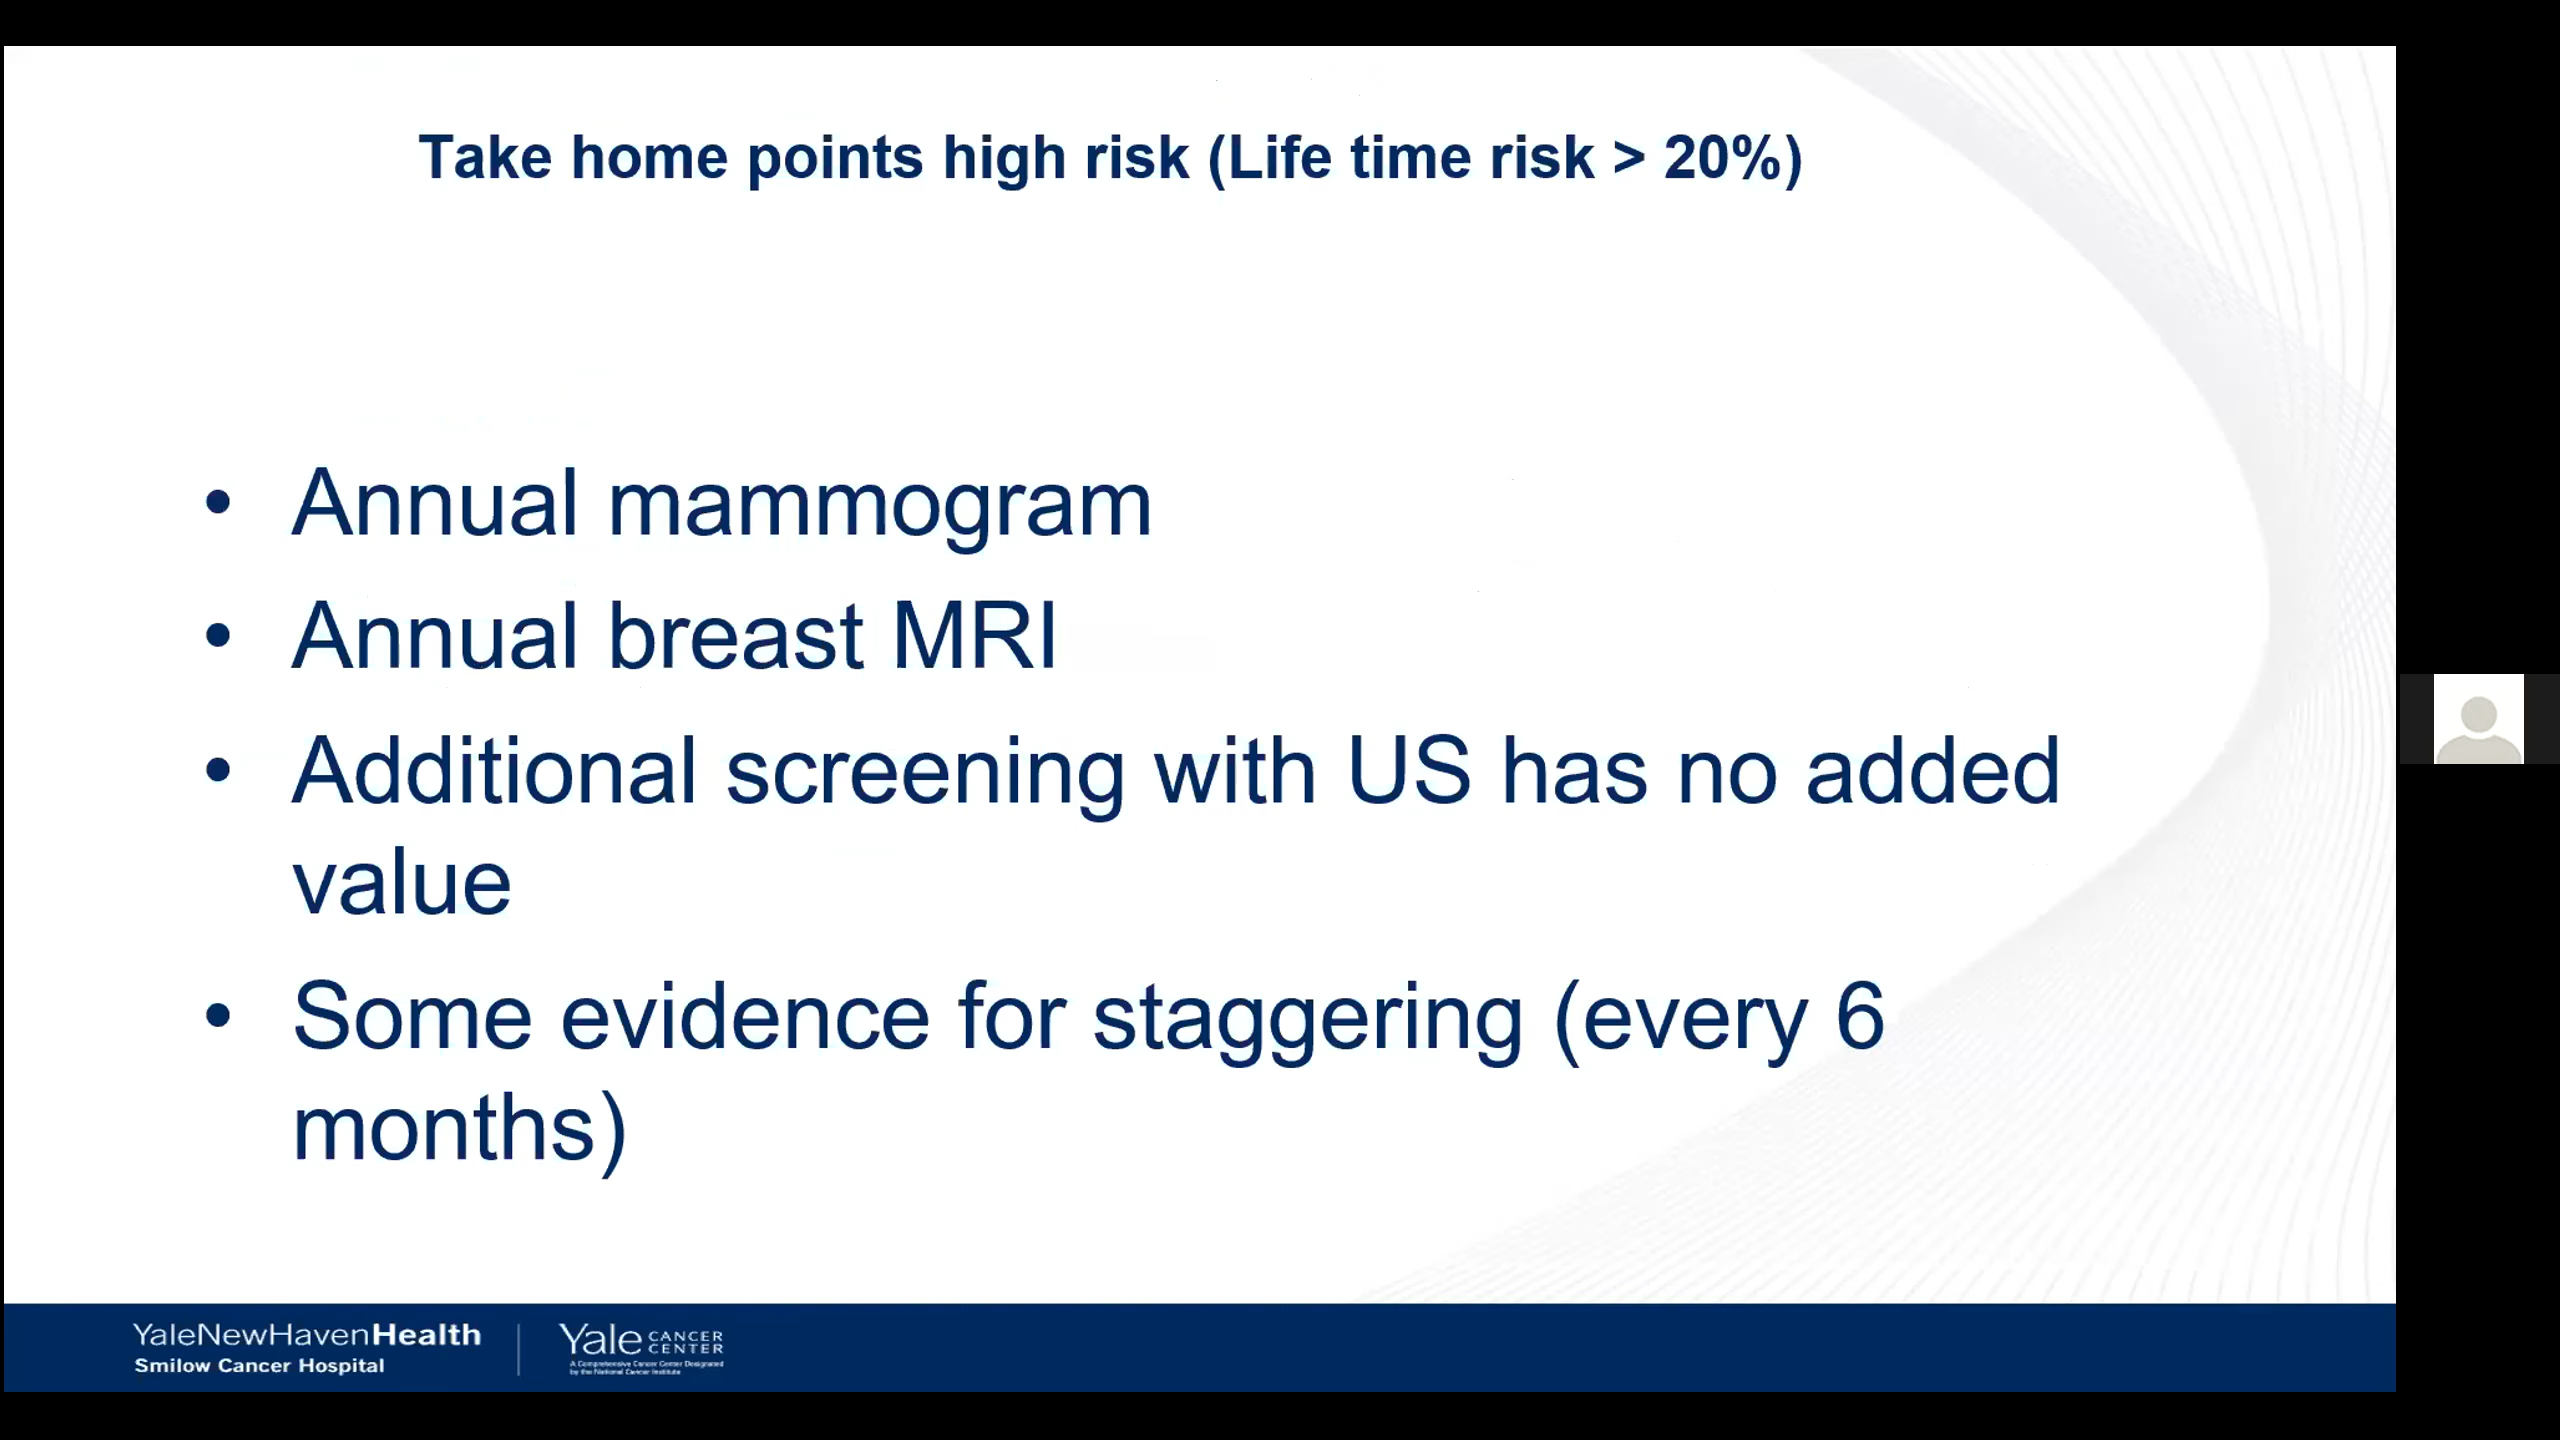 Take home points high risk (Life time risk > 20%)
• Annual mammogram
• Annual breast MRI
• Additional screening with US has no added
value
• Some evidence for staggering (every 6
months)
YaleNewHavenHealth
Smilow Cancer Hospital
Yale CANCER
CENTER
A Comprehensive Cancer Center Designated
by the National Cancer Institute